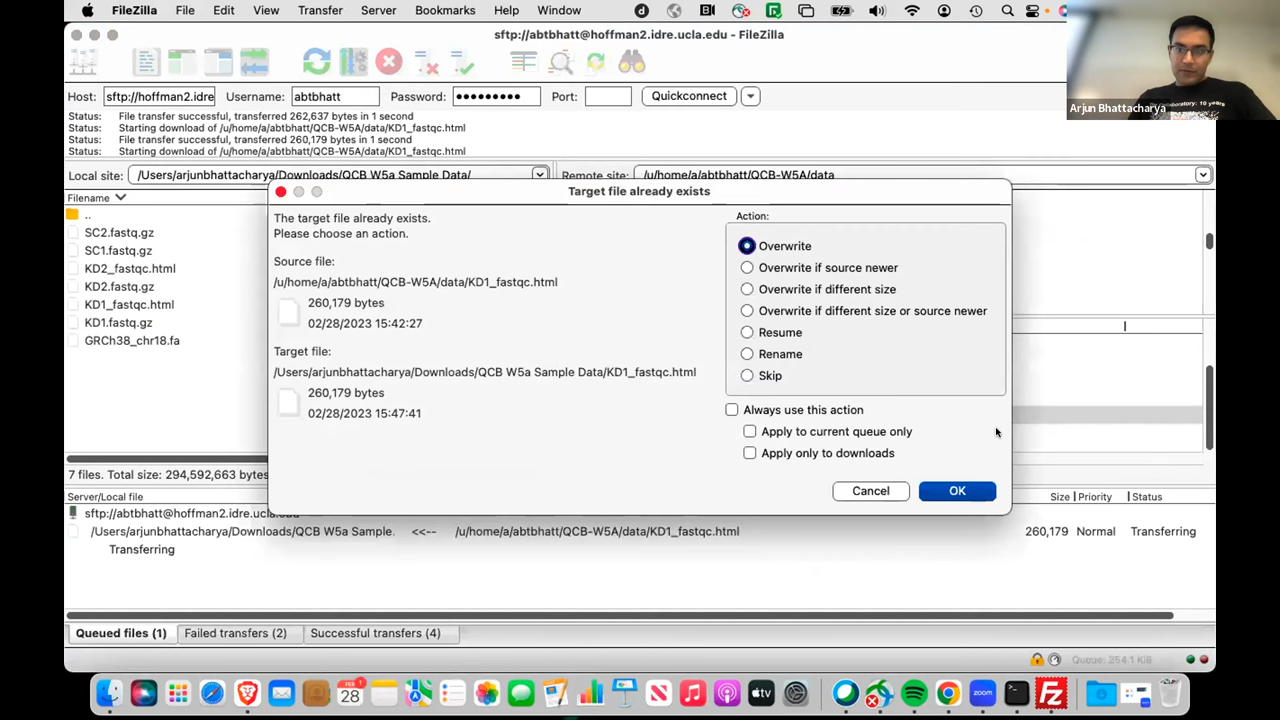 FileZilla File Edit View Transfer Server Bookmarks Help Window
sftp://abtbhatt@hoffman2.idre.ucla.edu - FileZilla
Host: sftp://hoffman2.idre Username: abtbhatt Password: ●●●●●●●●● Port: Quickconnect
Arjun Bhattacharya
Status: File transfer successful, transferred 262,637 bytes in 1 second
Status: Starting download of /u/home/a/abtbhatt/QCB-W5A/data/KD1_fastqc.html
Status: File transfer successful, transferred 260,179 bytes in 1 second
Status: Starting download of /u/home/a/abtbhatt/QCB-W5A/data/KD1_fastqc.html
Local site: /Users/arjunbhattacharya/Downloads/QCB W5a Sample Data/ Remote site: /u/home/a/abtbhatt/QCB-W5A/data
Filename
..
SC2.fastq.gz
SC1.fastq.gz
KD2_fastqc.html
KD2.fastq.gz
KD1_fastqc.html
KD1.fastq.gz
GRCh38_chr18.fa
7 files. Total size: 294,592,663 bytes
Target file already exists
The target file already exists.
Please choose an action.
Source file:
/u/home/a/abtbhatt/QCB-W5A/data/KD1_fastqc.html
260,179 bytes
02/28/2023 15:42:27
Target file:
/Users/arjunbhattacharya/Downloads/QCB W5a Sample Data/KD1_fastqc.html
260,179 bytes
02/28/2023 15:47:41
Action:
Overwrite
Overwrite if source newer
Overwrite if different size
Overwrite if different size or source newer
Resume
Rename
Skip
Always use this action
Apply to current queue only
Apply only to downloads
Cancel OK
Server/Local file Size Priority Status
sftp://abtbhatt@hoffman2.idre.ucla.edu
/Users/arjunbhattacharya/Downloads/QCB W5a Sample. <<-- /u/home/a/abtbhatt/QCB-W5A/data/KD1_fastqc.html 260,179 Normal Transferring
Transferring
Queued files (1) Failed transfers (2) Successful transfers (4)
Queue: 254.1 KiB
FEB 28 tv zoom